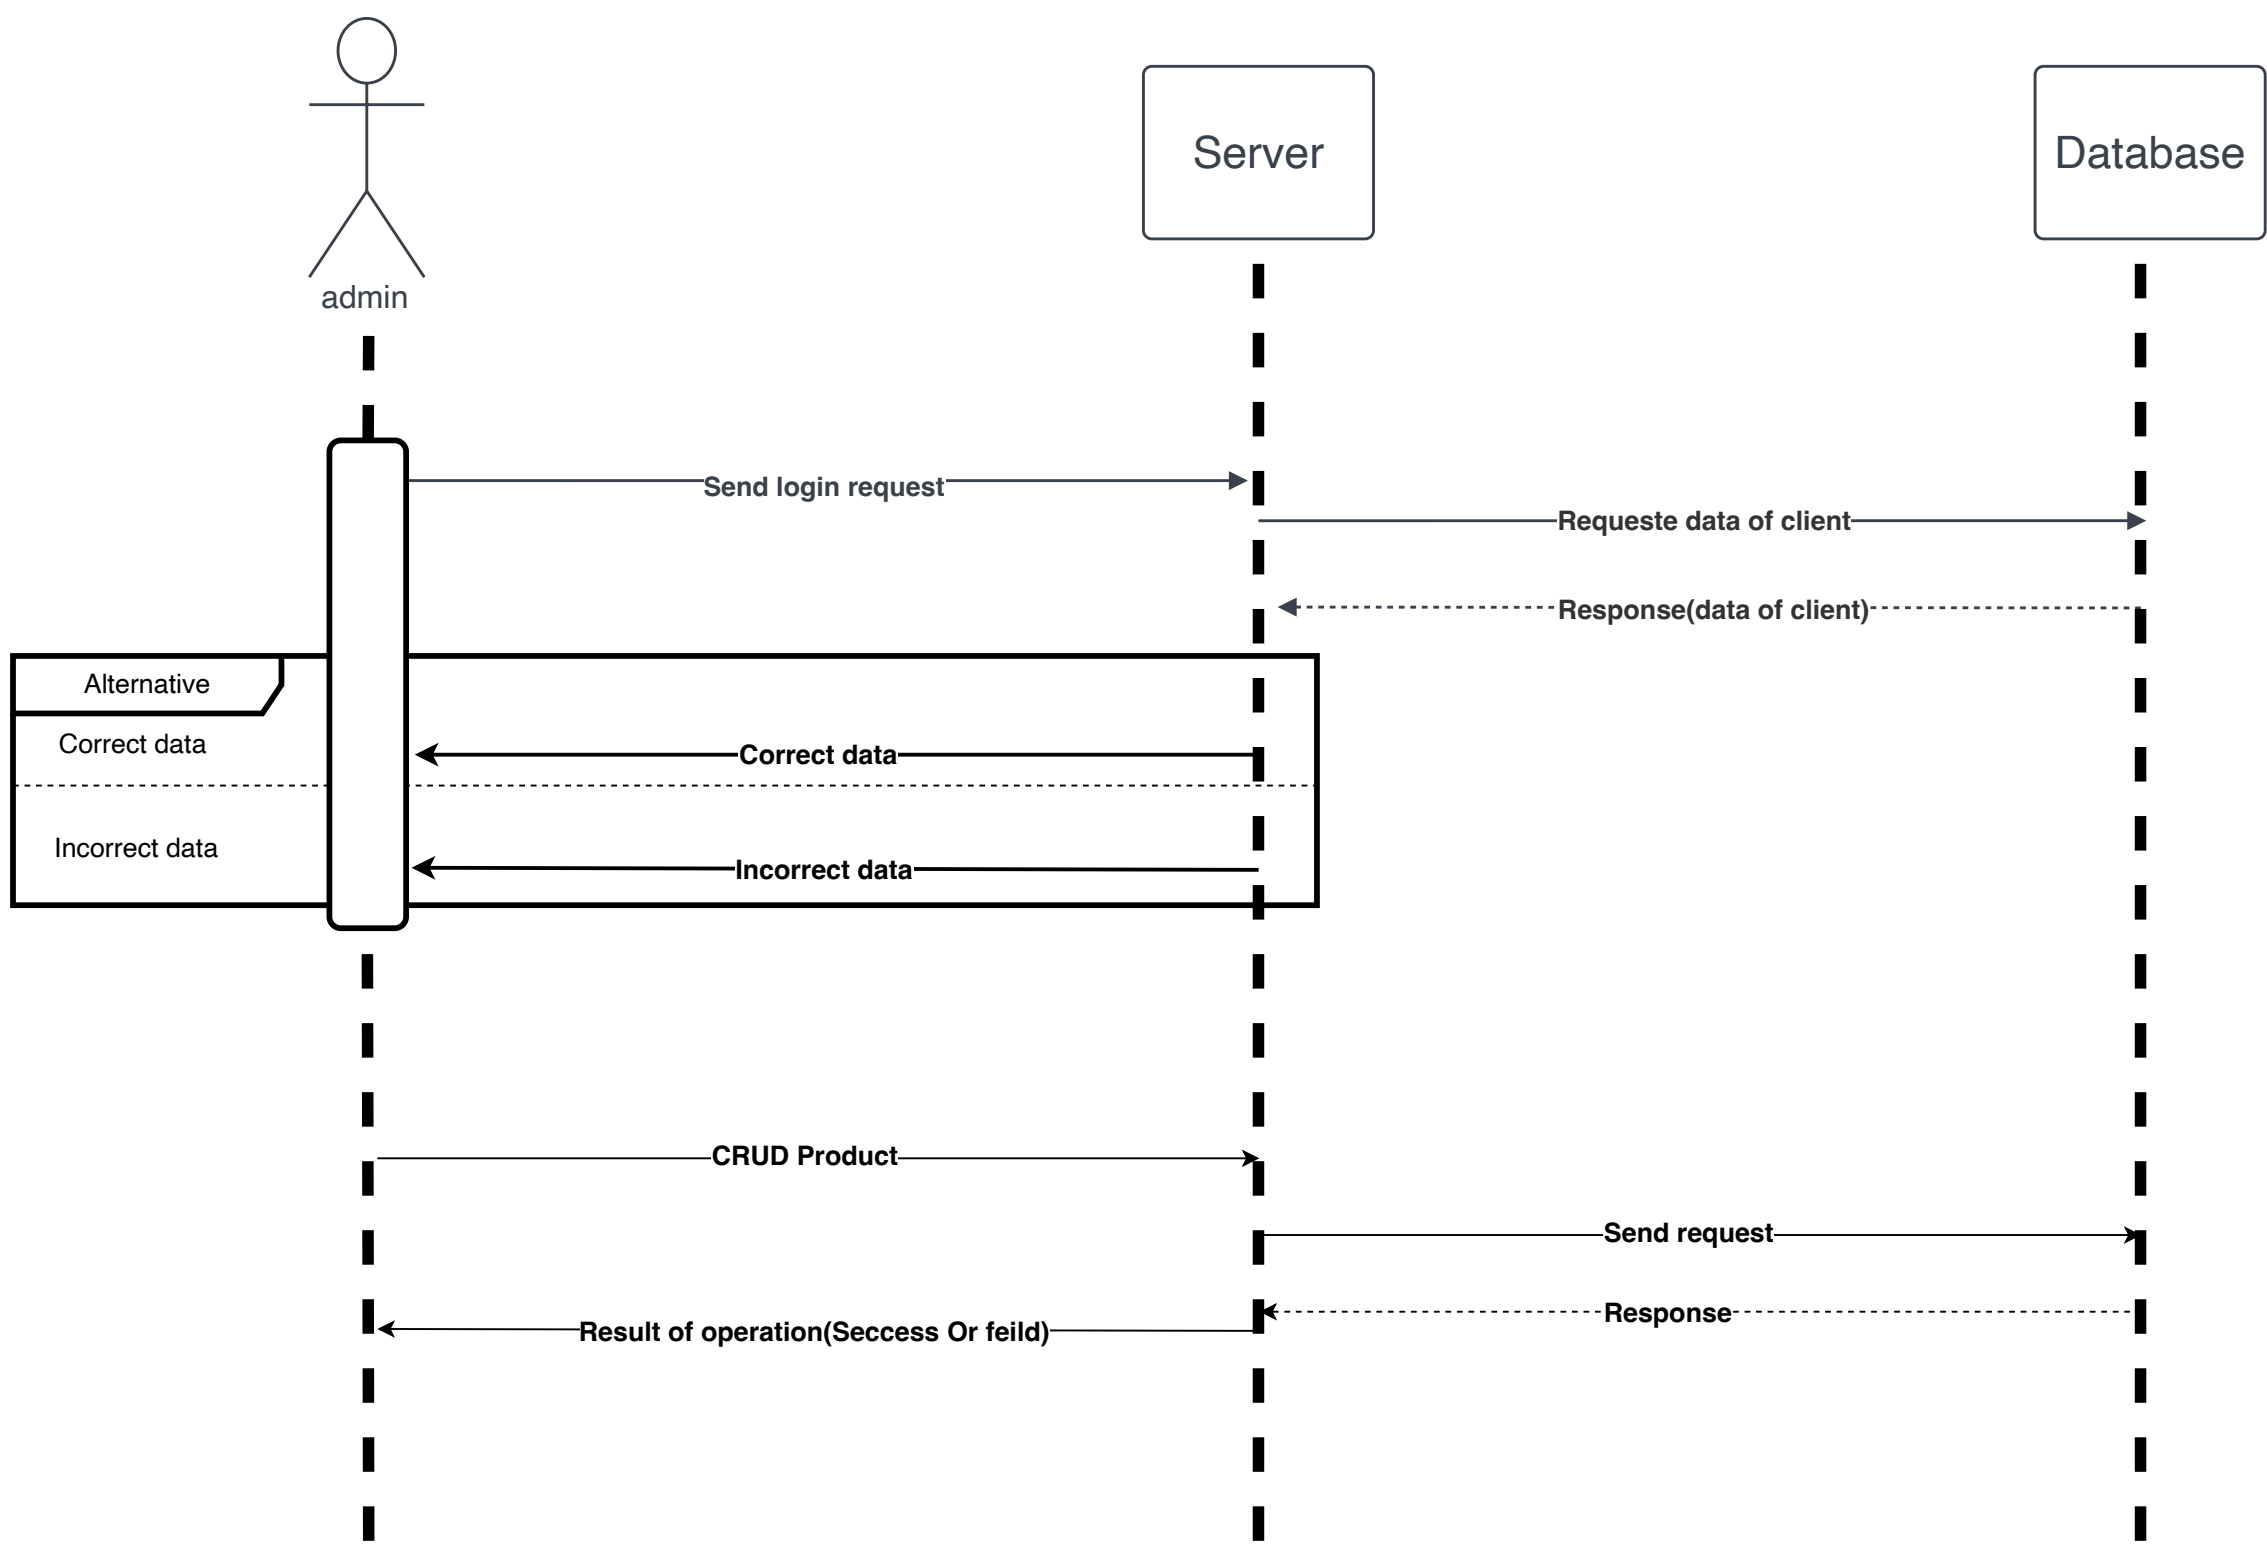 admin
Server
Database
Send login request
Requeste data of client
Response(data of client)
Alternative
Correct data
Correct data
Incorrect data
Incorrect data
CRUD Product
Send request
Response
Result of operation(Seccess Or feild)